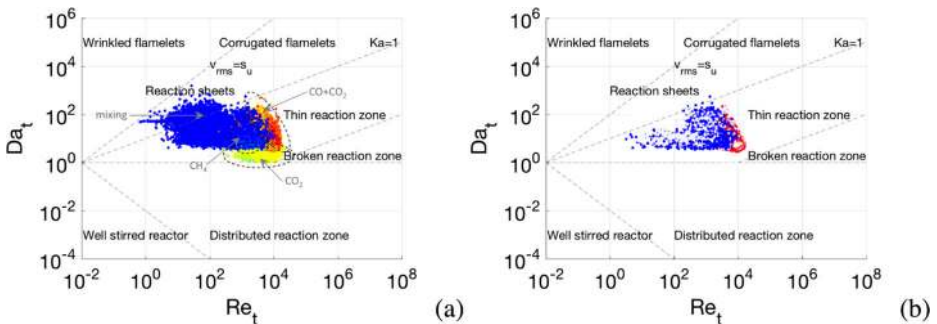 10^6
10^4
10^2
10^0
10^-2
10^-4
Da_t
Wrinkled flamelets
Corrugated flamelets
Ka=1
v_rms=s_u
Reaction sheets
CO+CO_2
mixing
Thin reaction zone
CH_4
Broken reaction zone
CO_2
Well stirred reactor
Distributed reaction zone
10^-2
10^0
10^2
10^4
10^6
10^8
Re_t
(a)
10^6
10^4
10^2
10^0
10^-2
10^-4
Da_t
Wrinkled flamelets
Corrugated flamelets
Ka=1
v_rms=s_u
Reaction sheets
Thin reaction zone
Broken reaction zone
Well stirred reactor
Distributed reaction zone
10^-2
10^0
10^2
10^4
10^6
10^8
Re_t
(b)